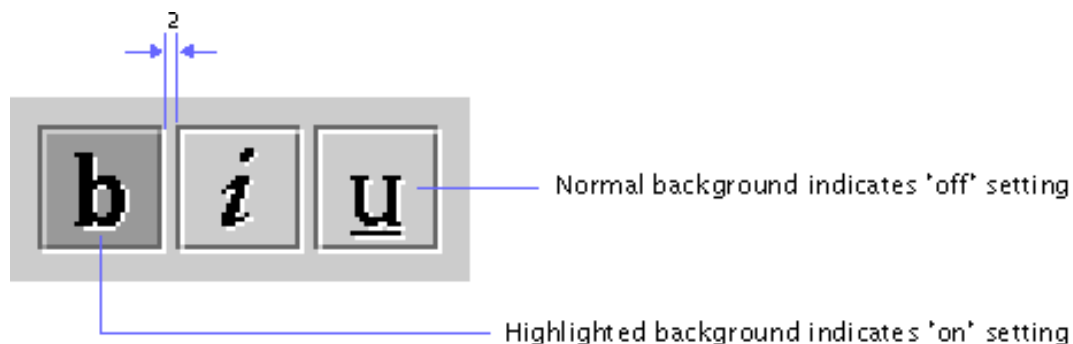 2
b i u
Normal background indicates 'off' setting
Highlighted background indicates 'on' setting